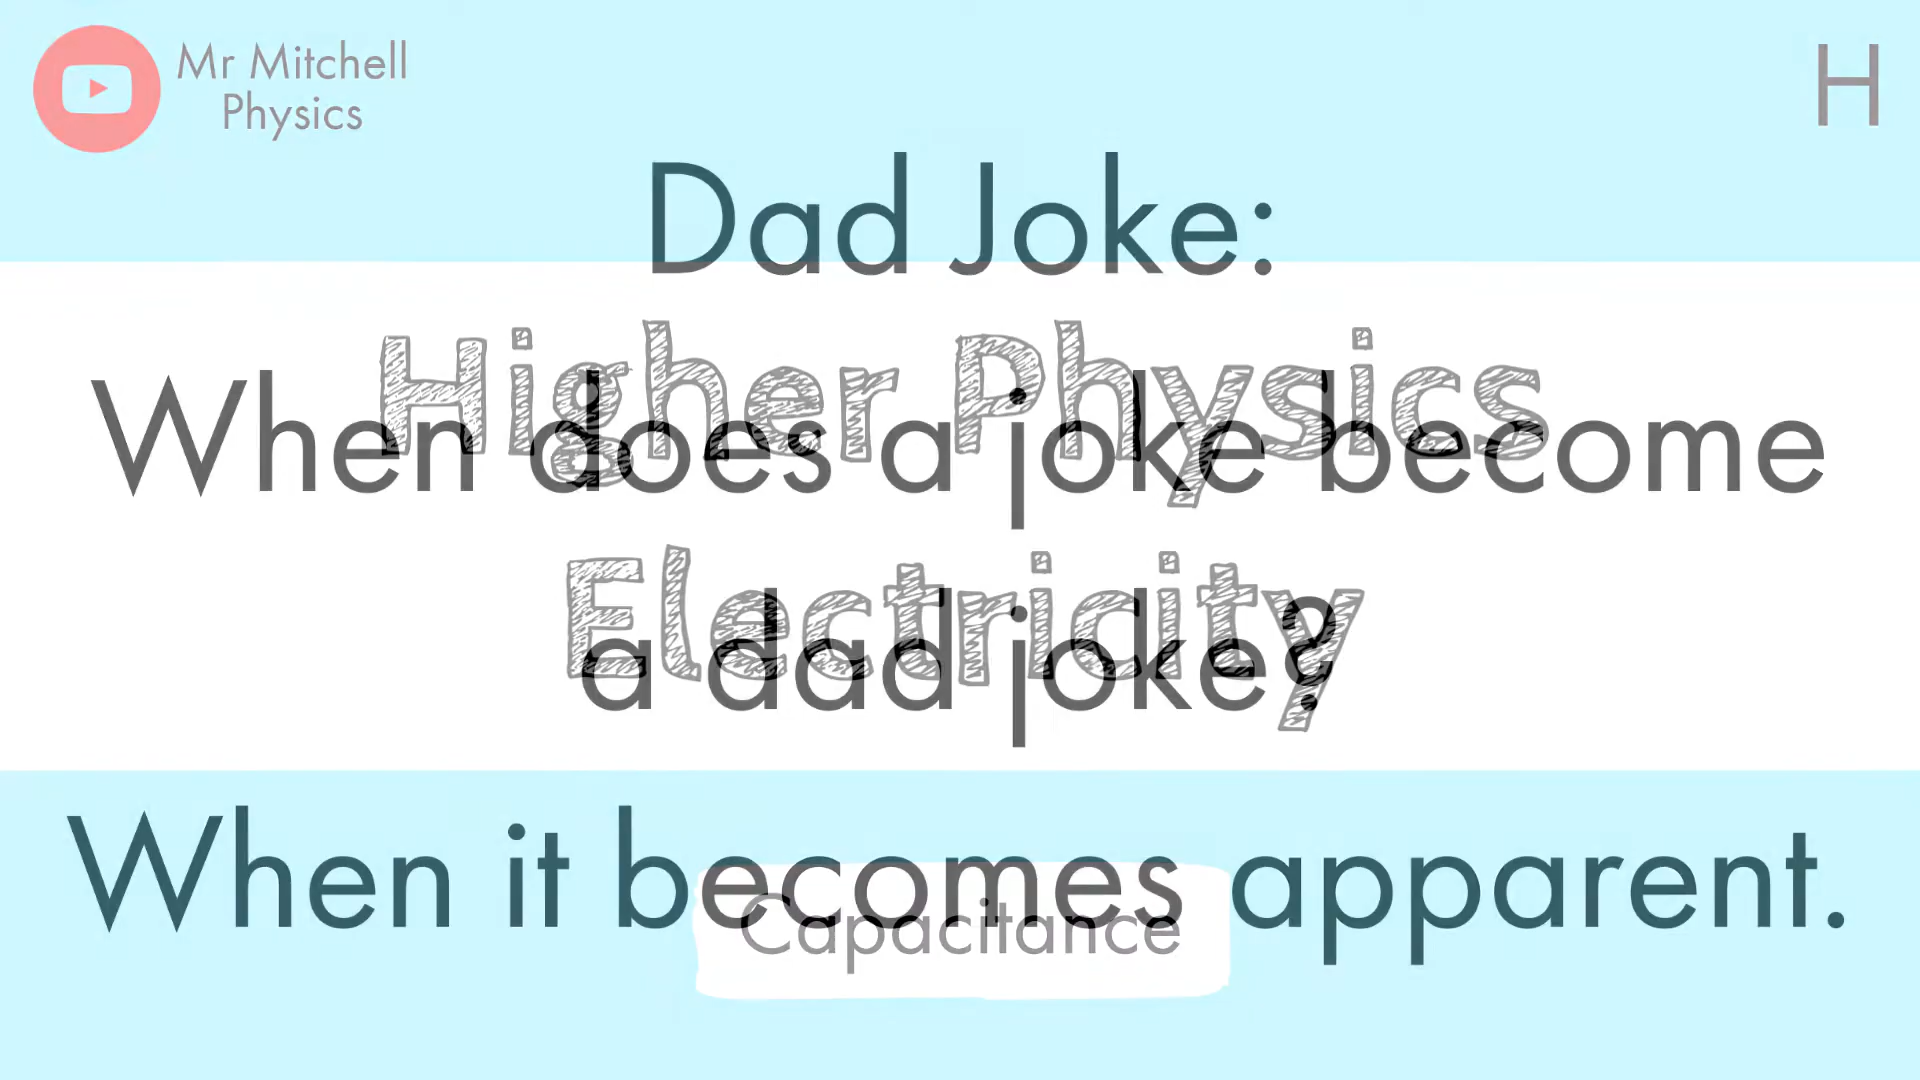 Mr Mitchell
Physics
H
Dad Joke:
Higher Physics
When does a joke become
Electricity
a dad joke?
When it becomes apparent.
Capacitance